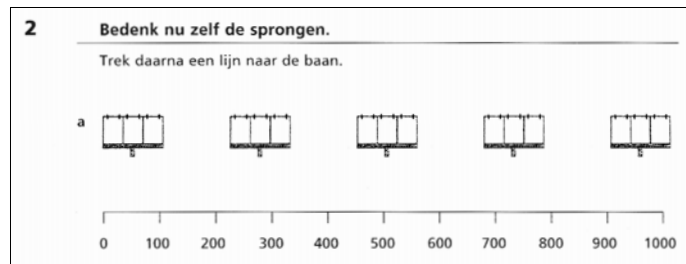 2 Bedenk nu zelf de sprongen.
Trek daarna een lijn naar de baan.
a
0 100 200 300 400 500 600 700 800 900 1000